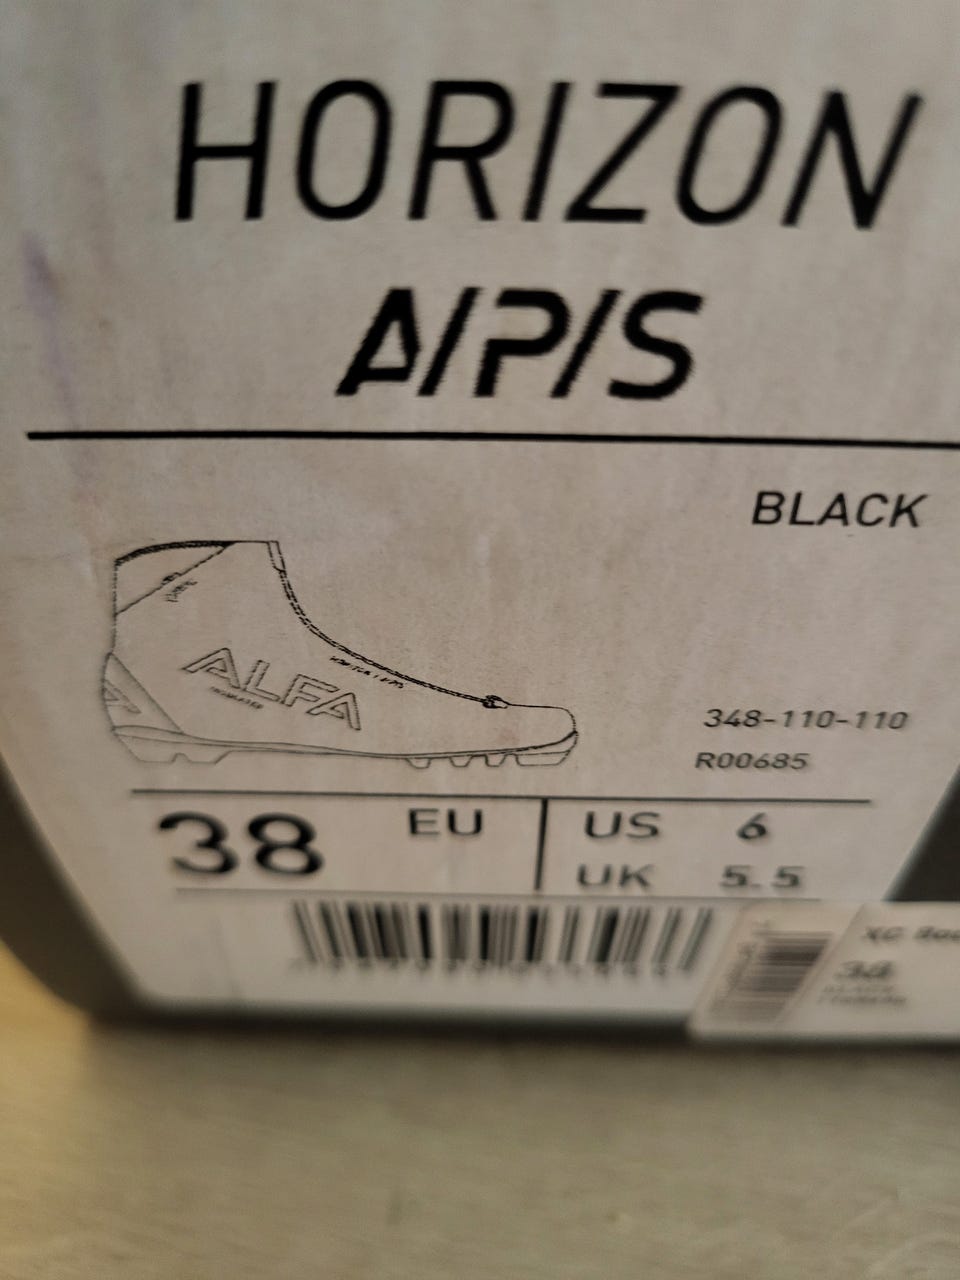 HORIZON
A/P/S
BLACK
ALFA
348-110-110
R00685
38 EU
US 6
UK 5.5
38